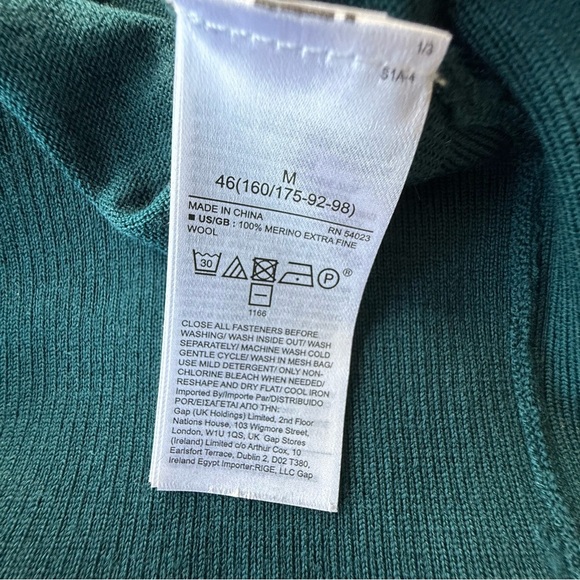 1/3
S1A-4
M
46(160/175-92-98)
MADE IN CHINA RN 54023
■ US/GB : 100% MERINO EXTRA FINE
WOOL
30 P ®
1166
CLOSE ALL FASTENERS BEFORE
WASHING/ WASH INSIDE OUT/ WASH
SEPARATELY/ MACHINE WASH COLD
GENTLE CYCLE/ WASH IN MESH BAG/
USE MILD DETERGENT/ ONLY NON-
CHLORINE BLEACH WHEN NEEDED/
RESHAPE AND DRY FLAT/ COOL IRON
Imported By/Importe Par/DISTRIBUIDO
POR/ΕΙΣΑΓΕΤΑΙ ΑΠΟ ΤΗΝ:
Gap (UK Holdings) Limited, 2nd Floor
Nations House, 103 Wigmore Street,
London, W1U 1QS, UK Gap Stores
(Ireland) Limited c/o Arthur Cox, 10
Earlsfort Terrace, Dublin 2, D02 T380,
Ireland Egypt Importer:RIGE, LLC Gap